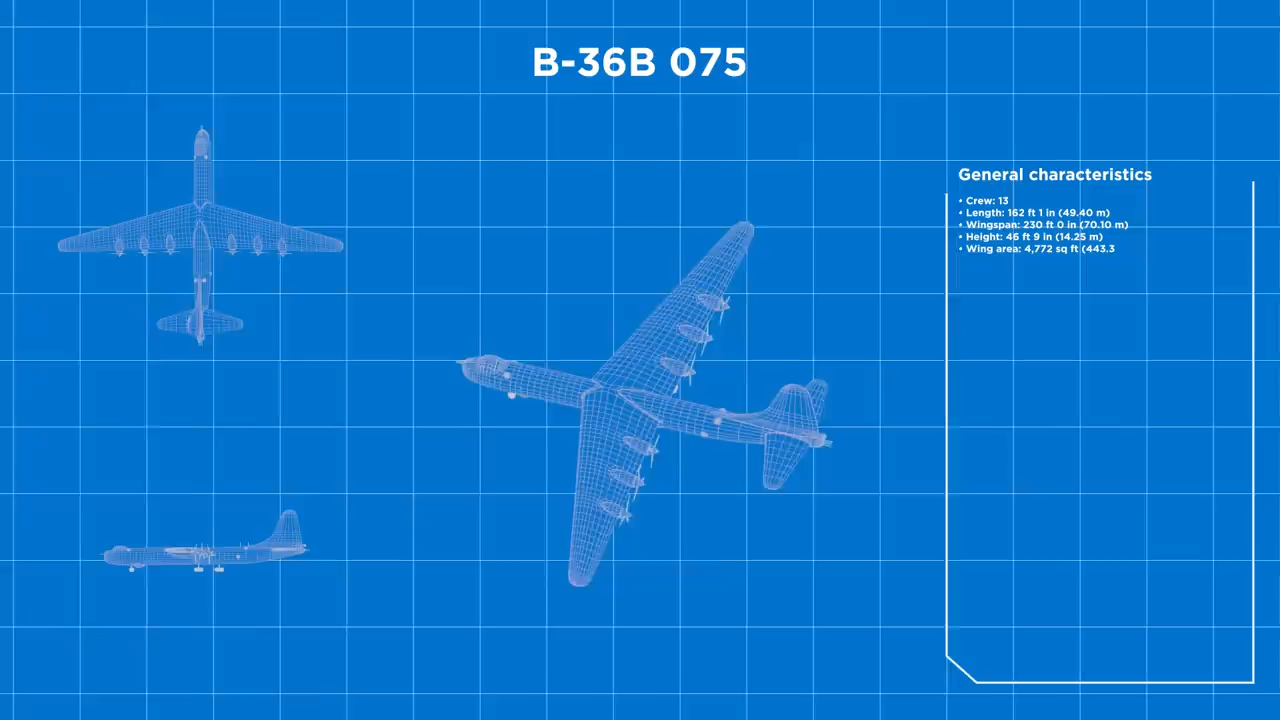 B-36B 075
General characteristics
• Crew: 13
• Length: 162 ft 1 in (49.40 m)
• Wingspan: 230 ft 0 in (70.10 m)
• Height: 46 ft 9 in (14.25 m)
• Wing area: 4,772 sq ft (443.3